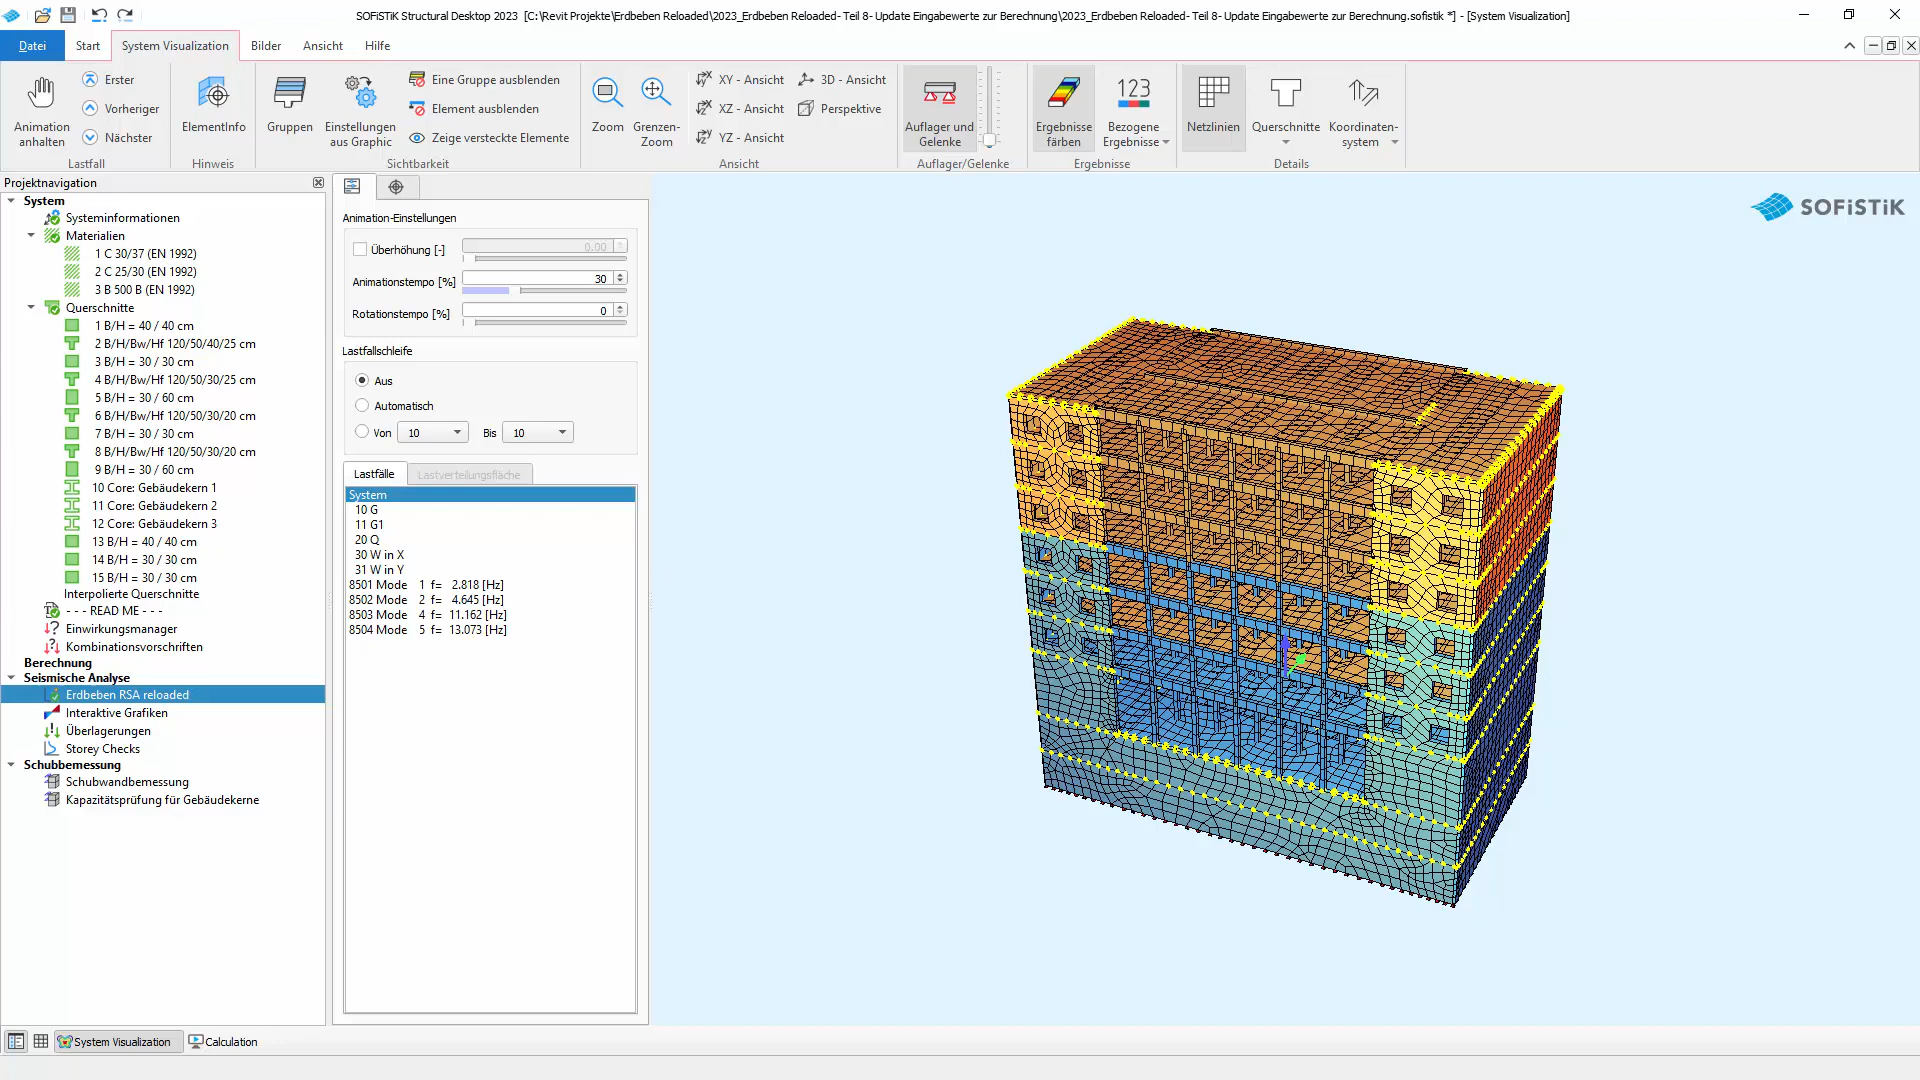 SOFiSTiK Structural Desktop 2023 [C:\Revit Projekte\Erdbeben Reloaded\2023_Erdbeben Reloaded- Teil 8- Update Eingabewerte zur Berechnung\2023_Erdbeben Reloaded- Teil 8- Update Eingabewerte zur Berechnung.sofistik *] - [System Visualization]
Datei Start System Visualization Bilder Ansicht Hilfe
Animation anhalten
Erster
Vorheriger
Nächster
Lastfall
ElementInfo
Hinweis
Gruppen
Einstellungen aus Graphic
Eine Gruppe ausblenden
Element ausblenden
Zeige versteckte Elemente
Sichtbarkeit
Zoom
Grenzen-Zoom
XY - Ansicht
XZ - Ansicht
YZ - Ansicht
3D - Ansicht
Perspektive
Ansicht
Auflager und Gelenke
Auflager/Gelenke
Ergebnisse färben
123
Bezogene Ergebnisse
Ergebnisse
Netzlinien
Querschnitte
Koordinaten-system
Details
Projektnavigation
System
Systeminformationen
Materialien
1 C 30/37 (EN 1992)
2 C 25/30 (EN 1992)
3 B 500 B (EN 1992)
Querschnitte
1 B/H = 40 / 40 cm
2 B/H/Bw/Hf 120/50/40/25 cm
3 B/H = 30 / 30 cm
4 B/H/Bw/Hf 120/50/30/25 cm
5 B/H = 30 / 60 cm
6 B/H/Bw/Hf 120/50/30/20 cm
7 B/H = 30 / 30 cm
8 B/H/Bw/Hf 120/50/30/20 cm
9 B/H = 30 / 60 cm
10 Core: Gebäudekern 1
11 Core: Gebäudekern 2
12 Core: Gebäudekern 3
13 B/H = 40 / 40 cm
14 B/H = 30 / 30 cm
15 B/H = 30 / 30 cm
Interpolierte Querschnitte
- - - READ ME - - -
Einwirkungsmanager
Kombinationsvorschriften
Berechnung
Seismische Analyse
Erdbeben RSA reloaded
Interaktive Grafiken
Überlagerungen
Storey Checks
Schubbemessung
Schubwandbemessung
Kapazitätsprüfung für Gebäudekerne
Animation-Einstellungen
Überhöhung [-] 0.00
Animationstempo [%] 30
Rotationstempo [%] 0
Lastfallschleife
Aus
Automatisch
Von 10 Bis 10
Lastfälle Lastverteilungsfläche
System
10 G
11 G1
20 Q
30 W in X
31 W in Y
8501 Mode 1 f= 2.818 [Hz]
8502 Mode 2 f= 4.645 [Hz]
8503 Mode 4 f= 11.162 [Hz]
8504 Mode 5 f= 13.073 [Hz]
SOFiSTiK
System Visualization Calculation